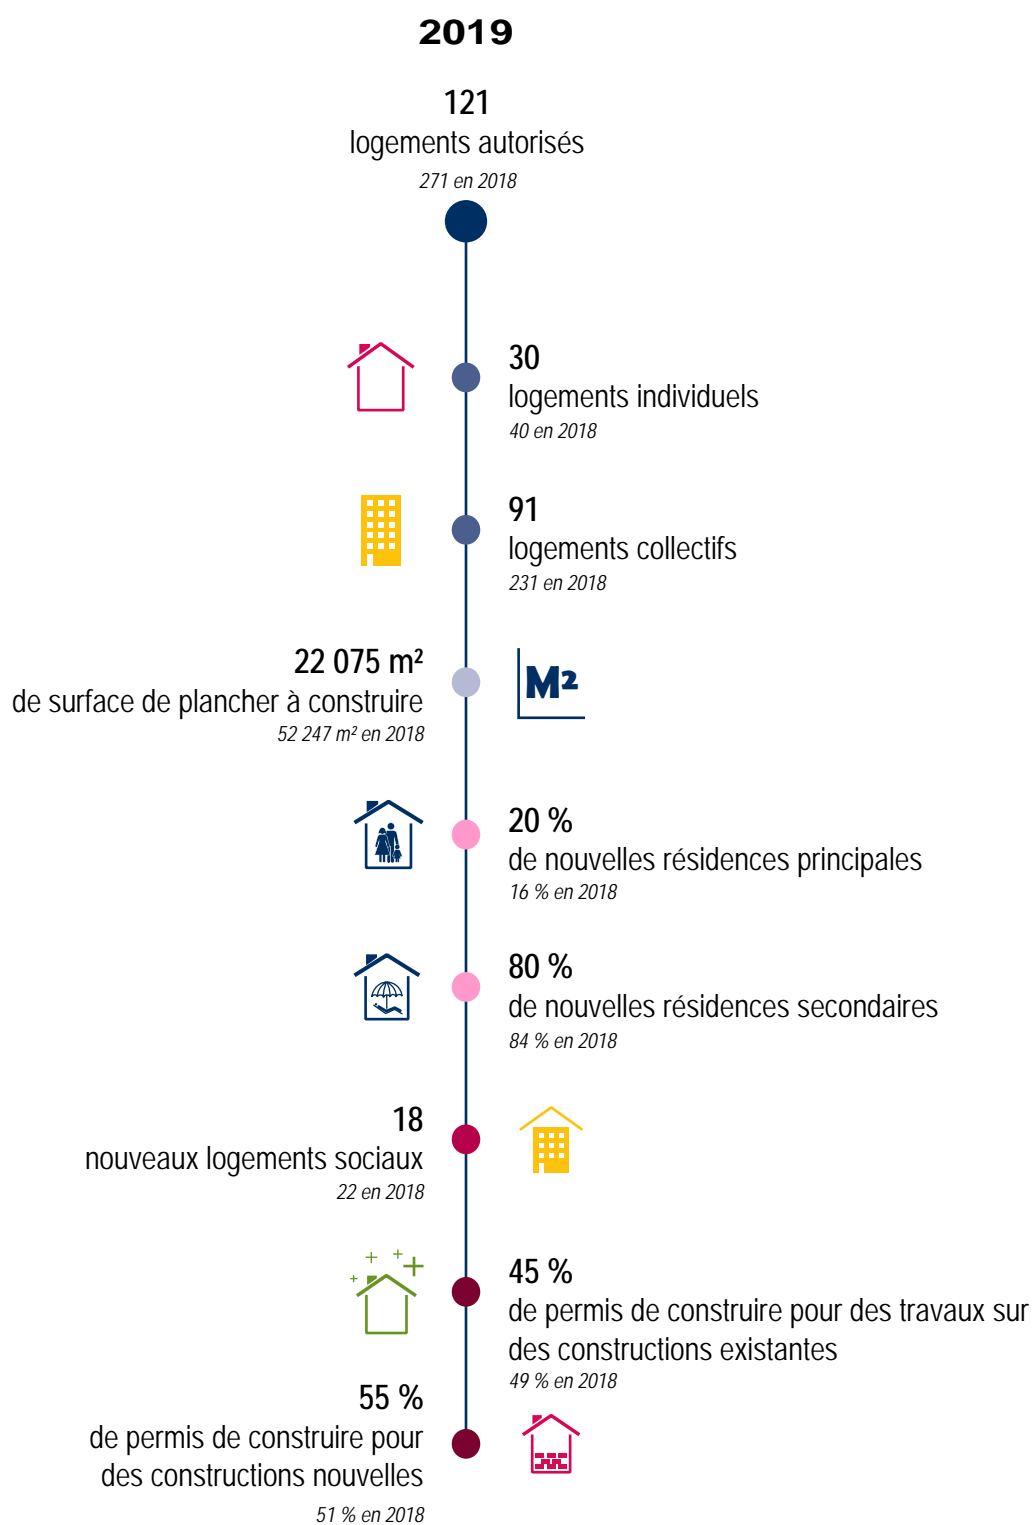 2019
121
logements autorisés
271 en 2018
30
logements individuels
40 en 2018
91
logements collectifs
231 en 2018
22 075 m²
de surface de plancher à construire
52 247 m² en 2018
M²
20 %
de nouvelles résidences principales
16 % en 2018
80 %
de nouvelles résidences secondaires
84 % en 2018
18
nouveaux logements sociaux
22 en 2018
45 %
de permis de construire pour des travaux sur
des constructions existantes
49 % en 2018
55 %
de permis de construire pour
des constructions nouvelles
51 % en 2018